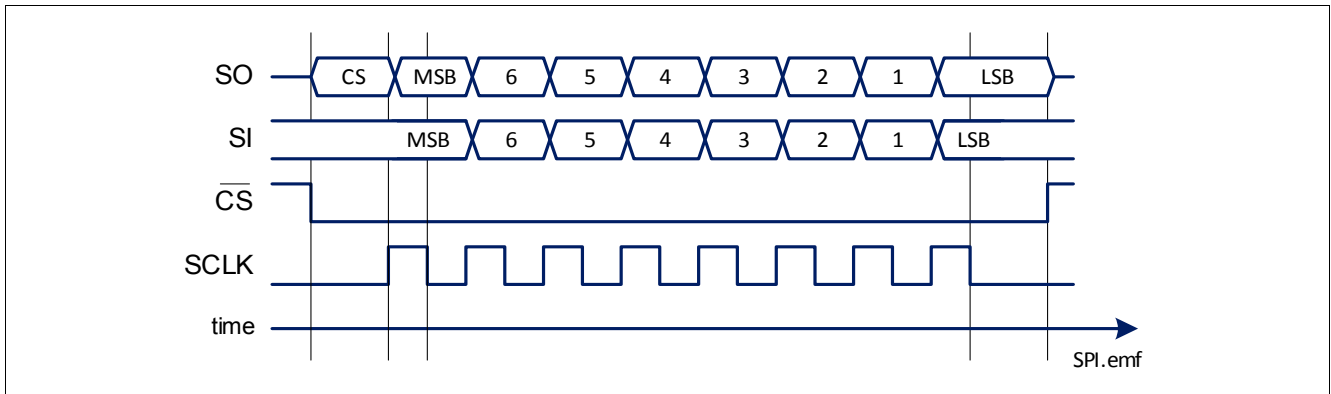 SO CS MSB 6 5 4 3 2 1 LSB
SI MSB 6 5 4 3 2 1 LSB
CS
SCLK
time
SPI.emf